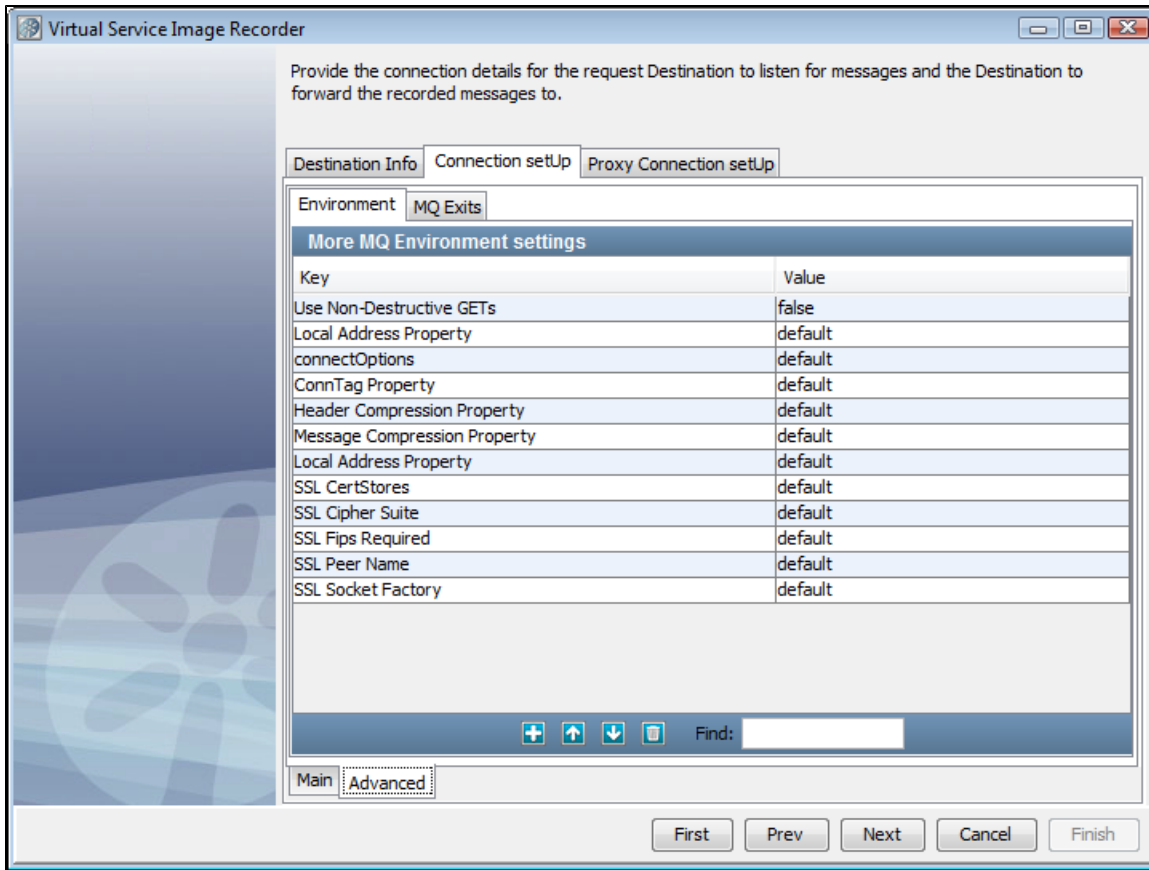 Virtual Service Image Recorder
Provide the connection details for the request Destination to listen for messages and the Destination to
forward the recorded messages to.
Destination Info Connection setUp Proxy Connection setUp
Environment MQ Exits
More MQ Environment settings
Key Value
Use Non-Destructive GETs false
Local Address Property default
connectOptions default
ConnTag Property default
Header Compression Property default
Message Compression Property default
Local Address Property default
SSL CertStores default
SSL Cipher Suite default
SSL Fips Required default
SSL Peer Name default
SSL Socket Factory default
Find:
Main Advanced
First Prev Next Cancel Finish